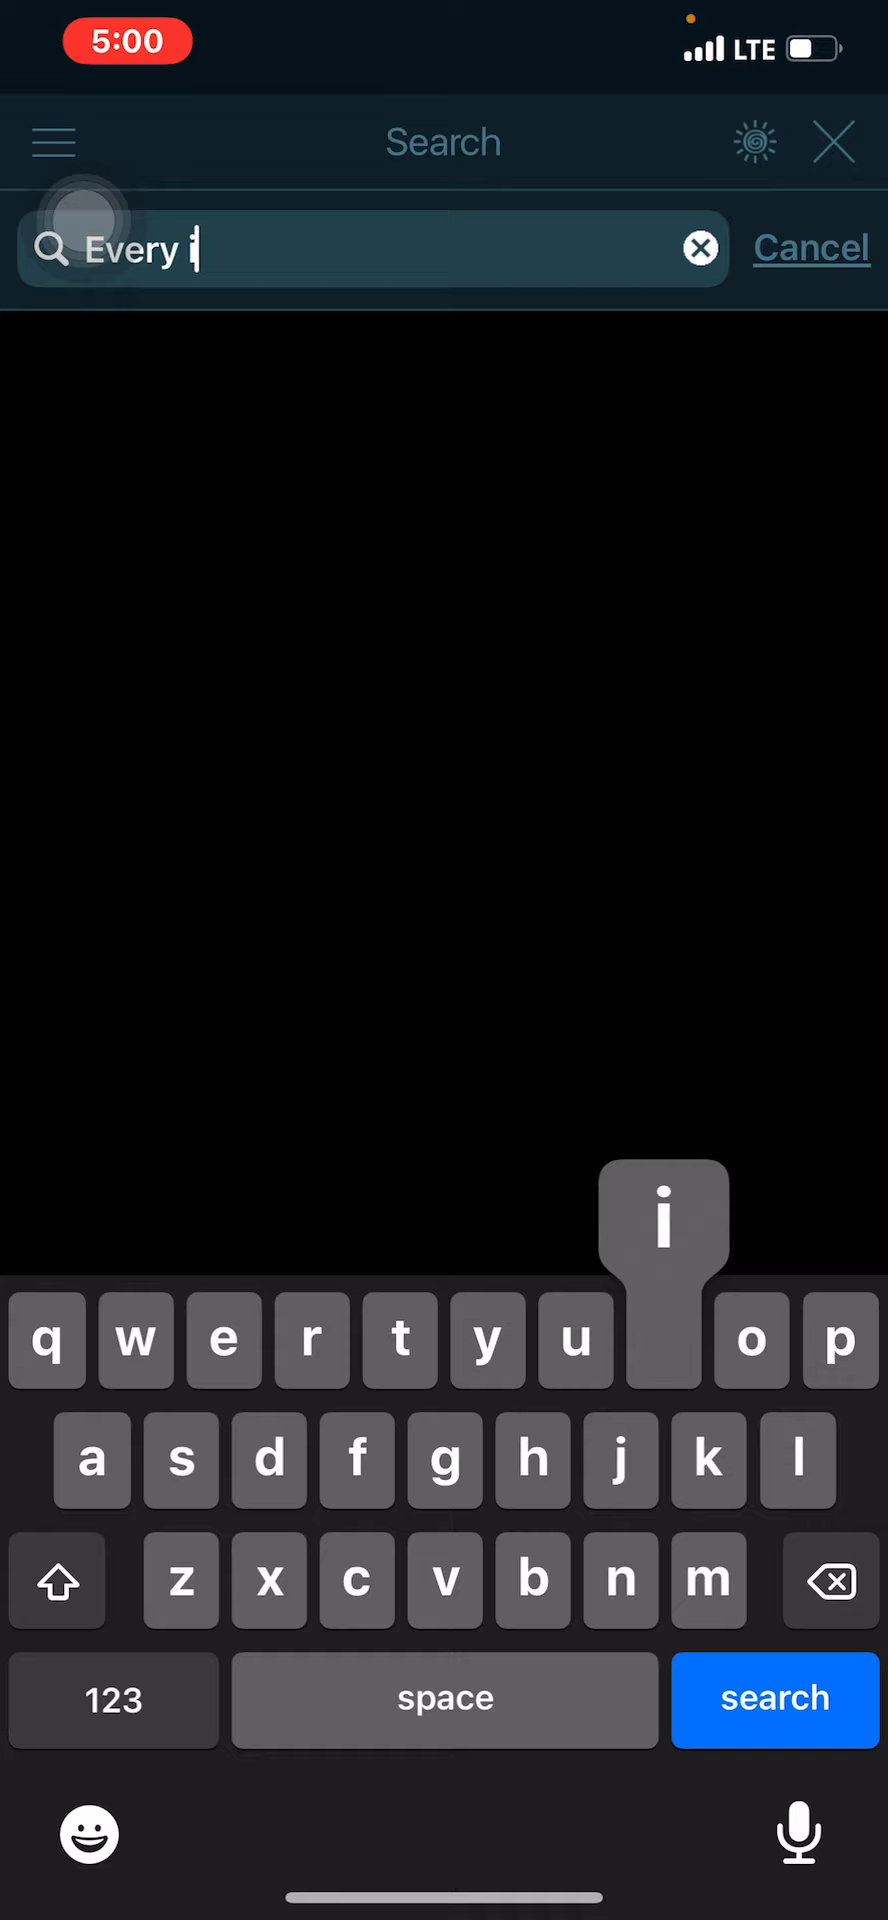 5:00
LTE
Search
Every i
Cancel
i
q w e r t y u o p
a s d f g h j k l
z x c v b n m
123 space search